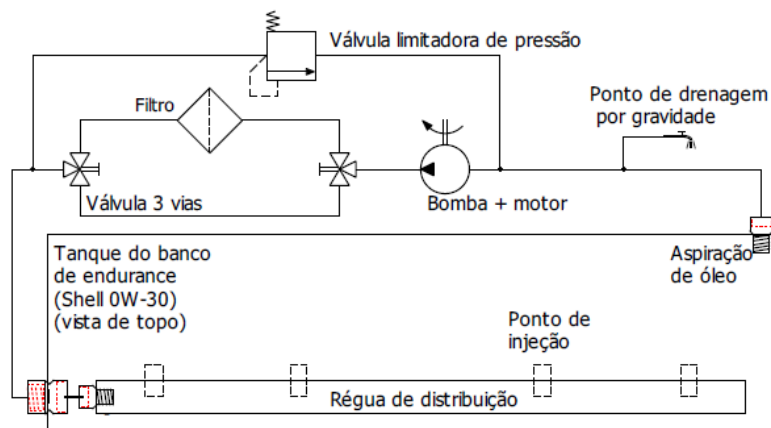 Válvula limitadora de pressão
Filtro
Ponto de drenagem
por gravidade
Válvula 3 vias
Bomba + motor
Tanque do banco
de endurance
(Shell 0W-30)
(vista de topo)
Aspiração
de óleo
Ponto de
injeção
Régua de distribuição